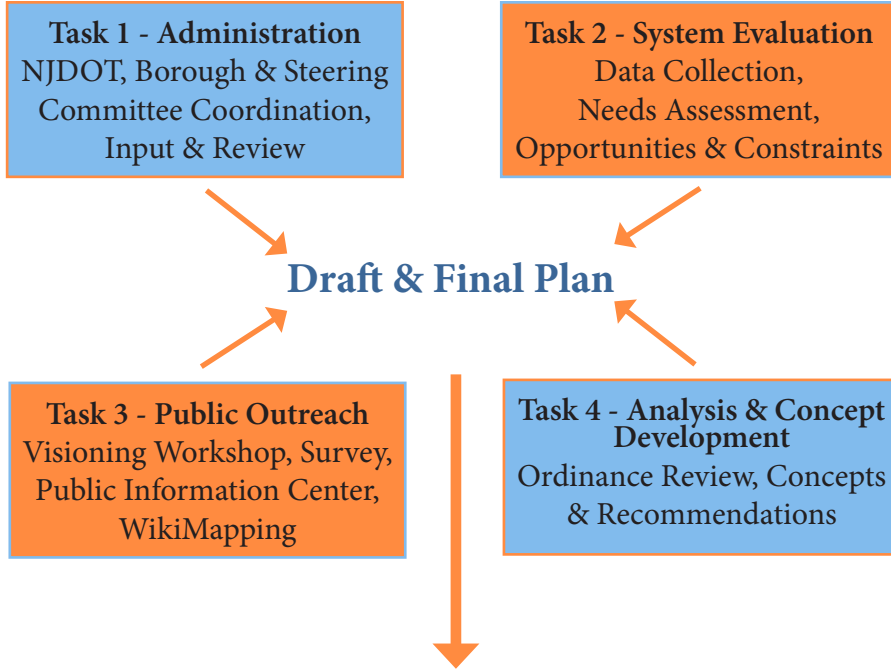 Task 1 - Administration
NJDOT, Borough & Steering
Committee Coordination,
Input & Review
Task 2 - System Evaluation
Data Collection,
Needs Assessment,
Opportunities & Constraints
Draft & Final Plan
Task 3 - Public Outreach
Visioning Workshop, Survey,
Public Information Center,
WikiMapping
Task 4 - Analysis & Concept
Development
Ordinance Review, Concepts
& Recommendations